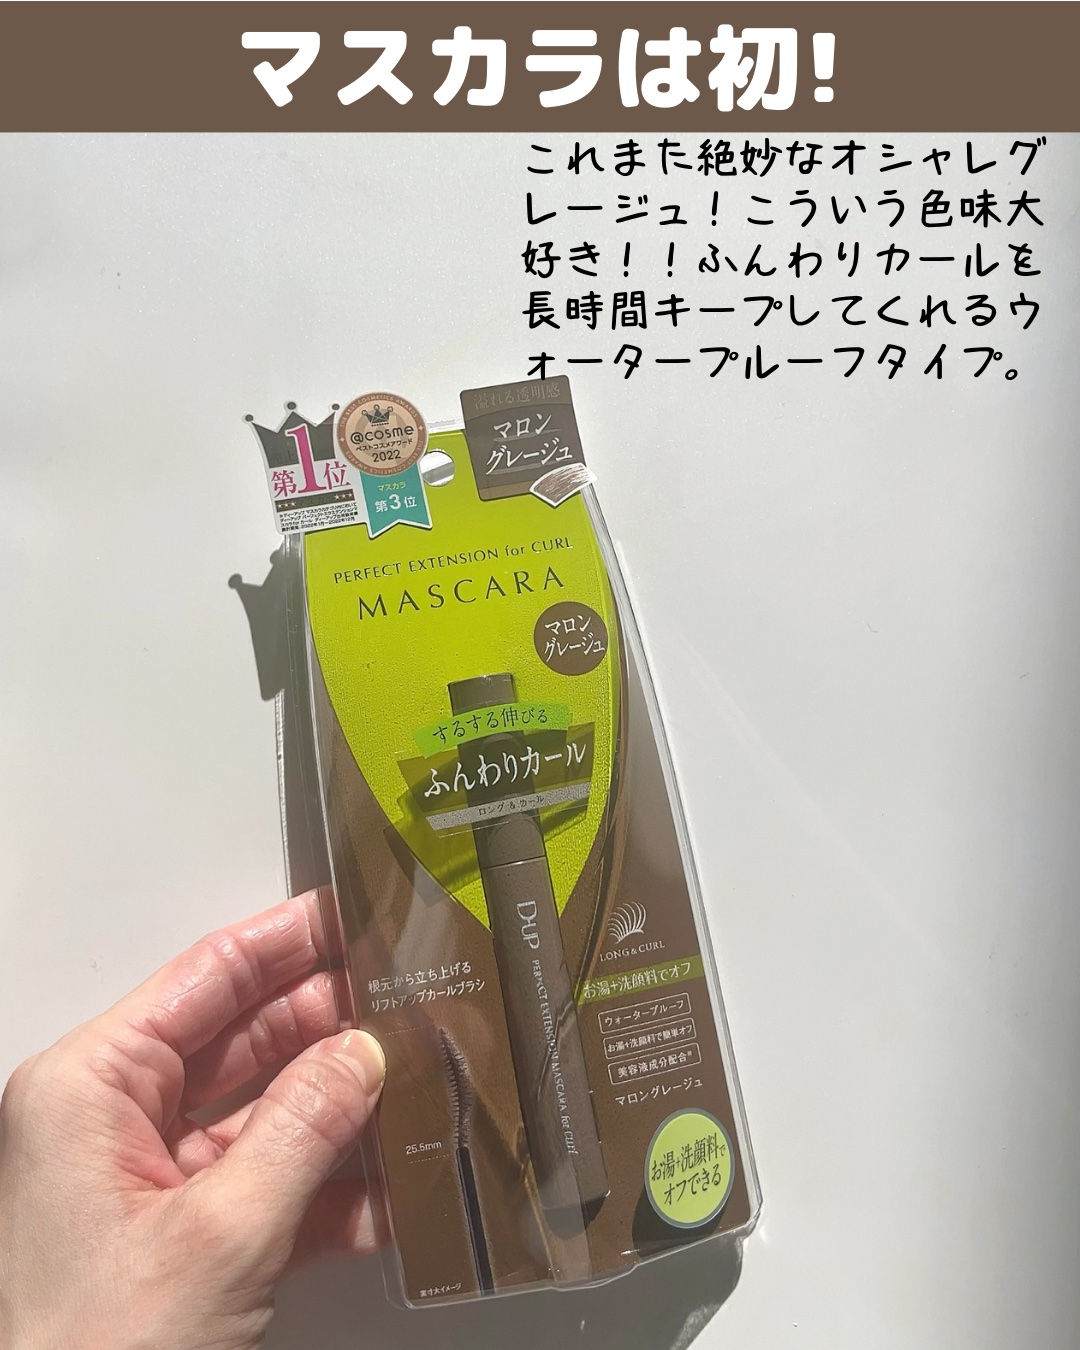 マスカラは初!
これまた絶妙なオシャレグ
レージュ！こういう色味大
好き！！ふんわりカールを
長時間キープしてくれるウ
ォータープルーフタイプ。
溢れる透明感
マロン
グレージュ
第1位
@cosme
ベストコスメアワード
2022
マスカラ
第3位
PERFECT EXTENSION for CURL
MASCARA
マロン
グレージュ
するする伸びる
ふんわりカール
ロング&カール
D-UP
PERFECT EXTENSION MASCARA for CURL
LONG&CURL
お湯+洗顔料でオフ
根元から立ち上げる
リフトアップカールブラシ
ウォータープルーフ
お湯+洗顔料で簡単オフ
美容液成分配合※
マロングレージュ
25.5mm
お湯+洗顔料で
オフできる
実寸大イメージ